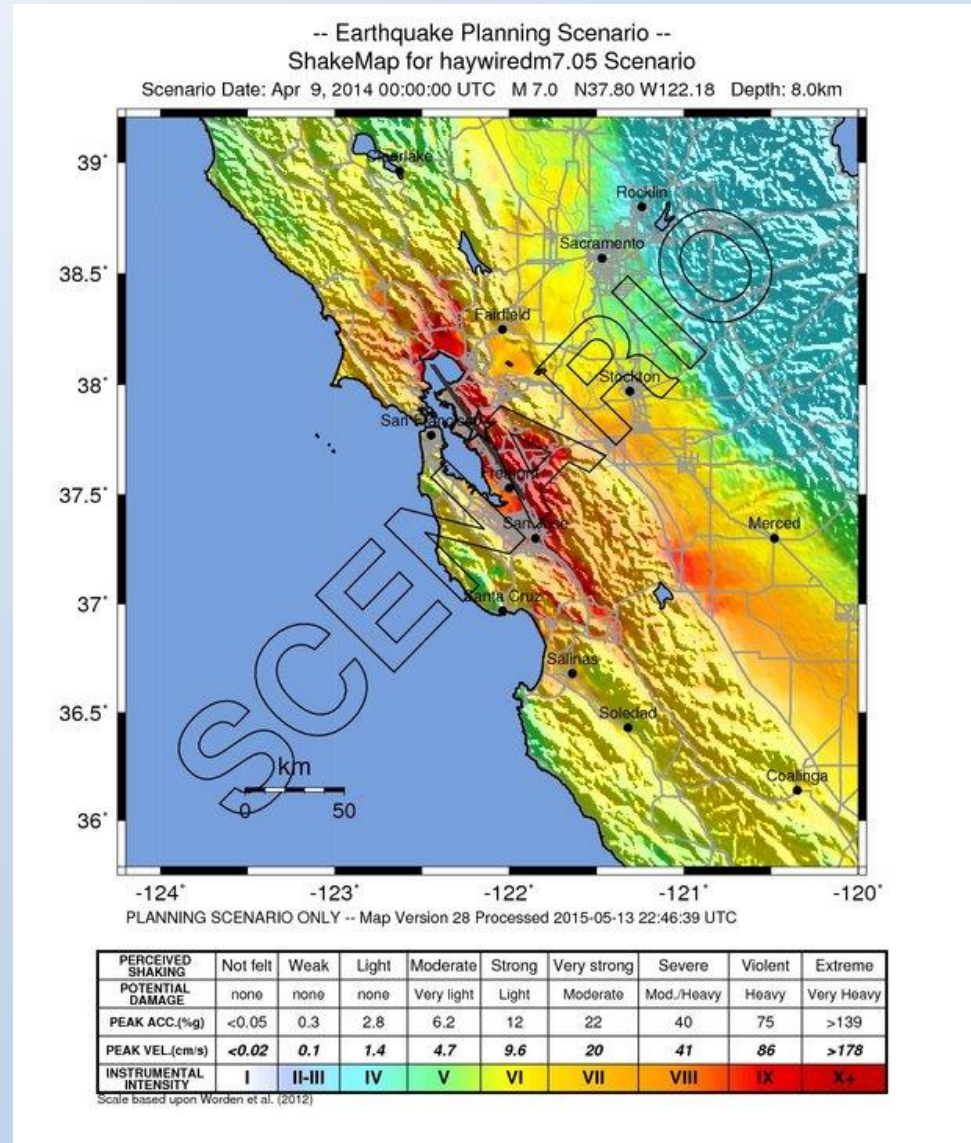 -- Earthquake Planning Scenario --
ShakeMap for haywiredm7.05 Scenario
Scenario Date: Apr 9, 2014 00:00:00 UTC M 7.0 N37.80 W122.18 Depth: 8.0km
39°
38.5°
38°
37.5°
37°
36.5°
36°
Clearlake
Rocklin
Sacramento
Fairfield
Stockton
San Francisco
Fremont
San Jose
Merced
Santa Cruz
Salinas
Soledad
Coalinga
SCENARIO
km
0 50
-124° -123° -122° -121° -120°
PLANNING SCENARIO ONLY -- Map Version 28 Processed 2015-05-13 22:46:39 UTC
PERCEIVED SHAKING Not felt Weak Light Moderate Strong Very strong Severe Violent Extreme
POTENTIAL DAMAGE none none none Very light Light Moderate Mod./Heavy Heavy Very Heavy
PEAK ACC.(%g) <0.05 0.3 2.8 6.2 12 22 40 75 >139
PEAK VEL.(cm/s) <0.02 0.1 1.4 4.7 9.6 20 41 86 >178
INSTRUMENTAL INTENSITY I II-III IV V VI VII VIII IX X+
Scale based upon Worden et al. (2012)